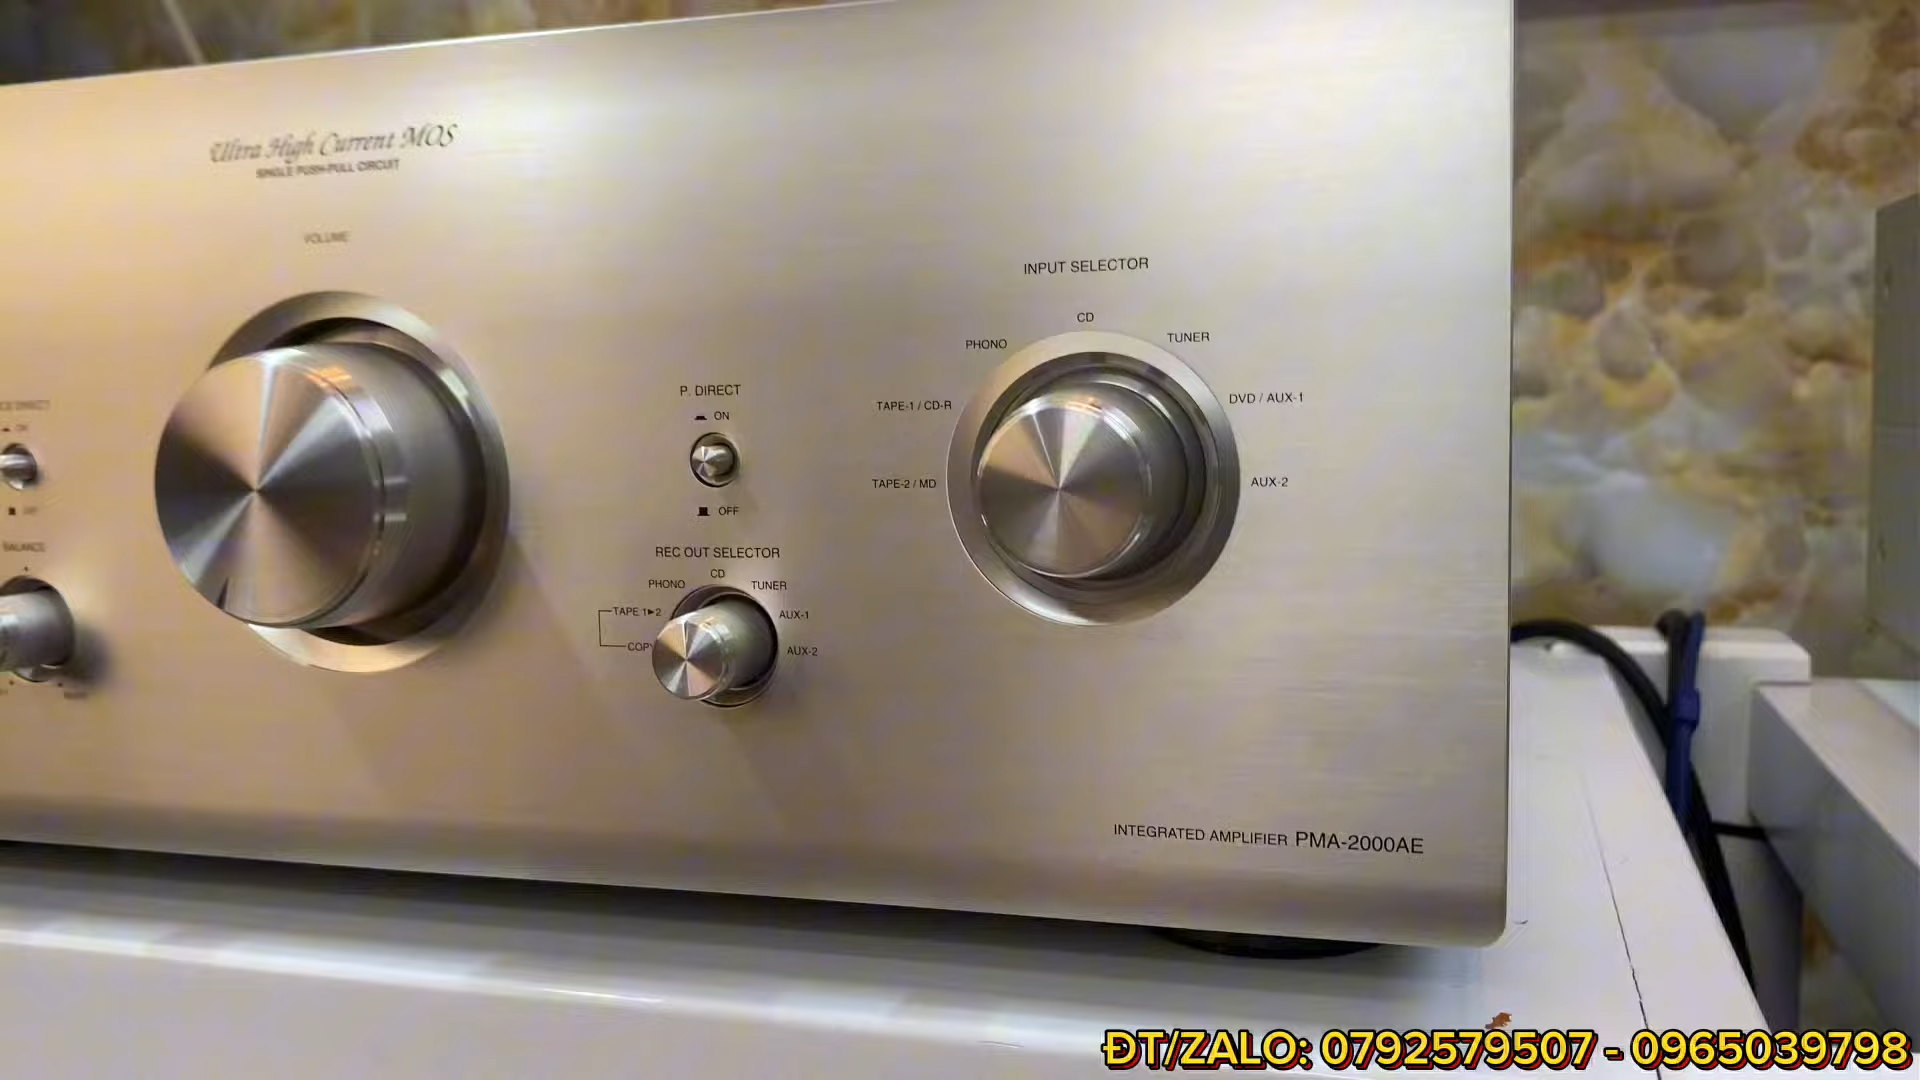 Ultra High Current MOS
SINGLE PUSH-PULL CIRCUIT
VOLUME
INPUT SELECTOR
CD
PHONO
TUNER
TAPE-1 / CD-R
DVD / AUX-1
TAPE-2 / MD
AUX-2
P. DIRECT
ON
OFF
REC OUT SELECTOR
CD
PHONO
TUNER
TAPE 1▶2
AUX-1
COPY
AUX-2
BALANCE
INTEGRATED AMPLIFIER PMA-2000AE
ĐT/ZALO: 0792579507 - 0965039798